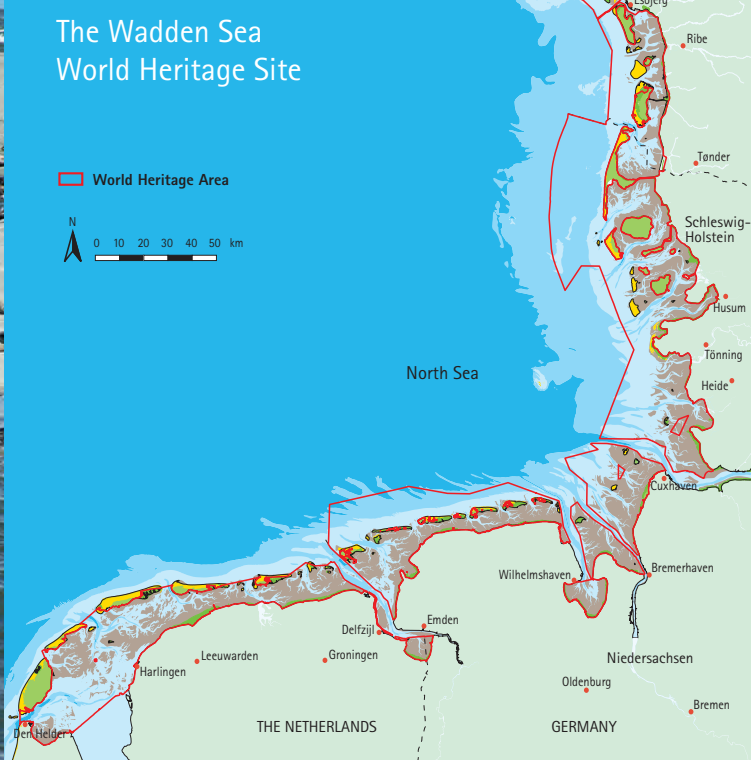 The Wadden Sea
World Heritage Site
World Heritage Area
N
0 10 20 30 40 50 km
Esbjerg
Ribe
Tønder
Schleswig-
Holstein
Husum
Tönning
Heide
North Sea
Cuxhaven
Wilhelmshaven
Bremerhaven
Delfzijl
Emden
Harlingen
Leeuwarden
Groningen
Niedersachsen
Oldenburg
Bremen
Den Helder
THE NETHERLANDS
GERMANY